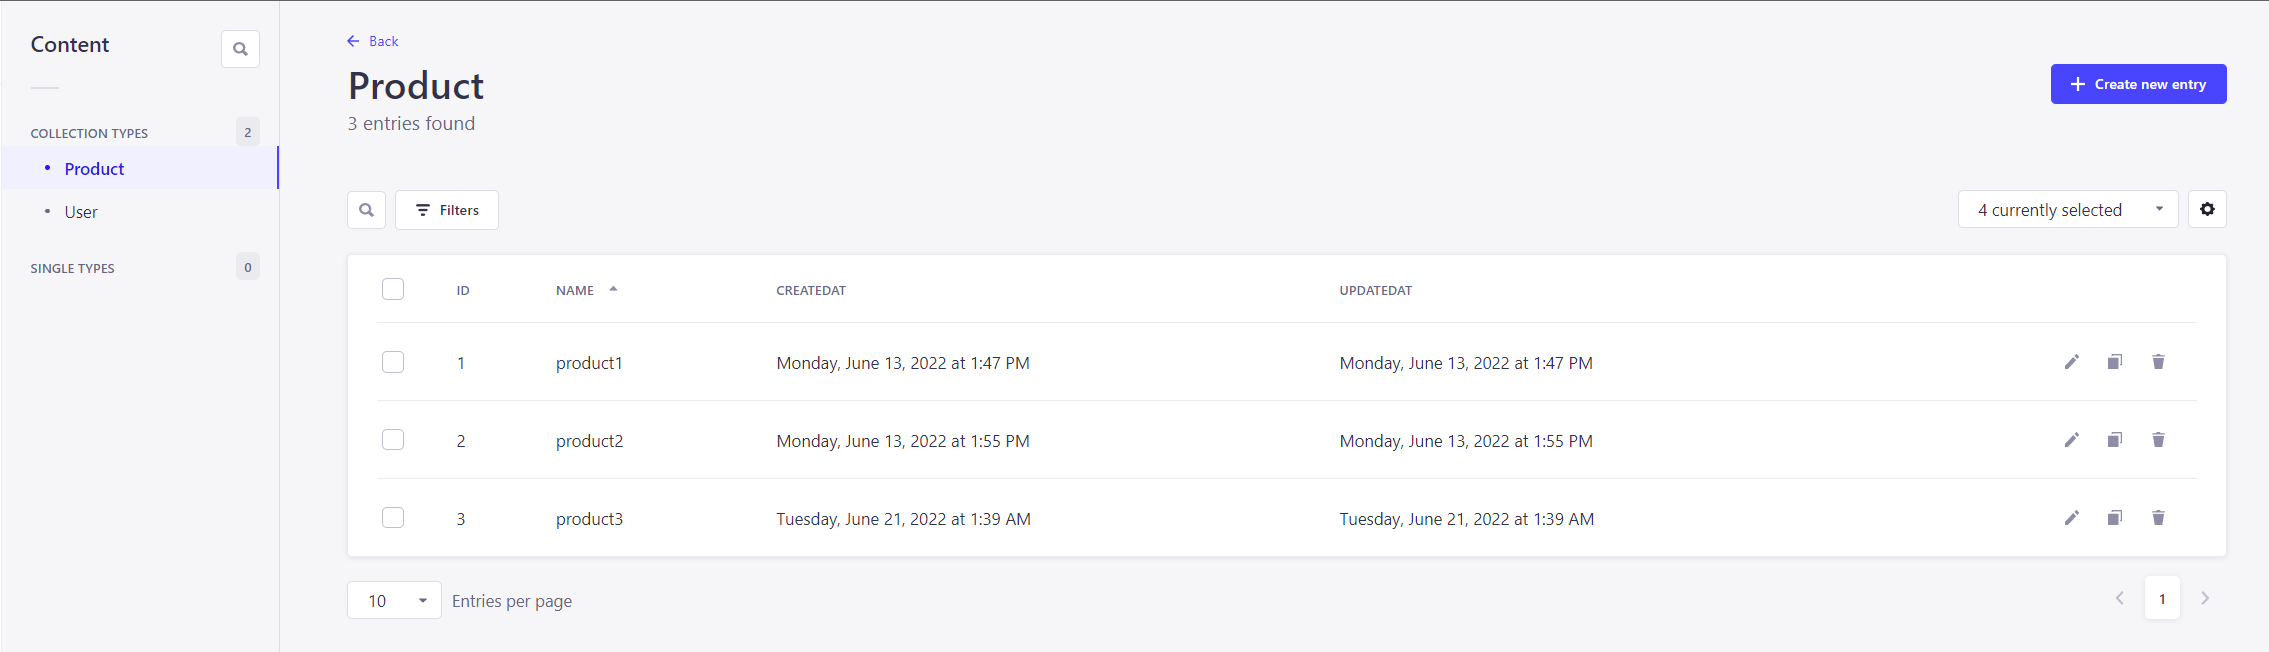 Content
COLLECTION TYPES 2
Product
User
SINGLE TYPES 0
Back
Product
3 entries found
Create new entry
Filters
4 currently selected
ID NAME CREATEDAT UPDATEDAT
1 product1 Monday, June 13, 2022 at 1:47 PM Monday, June 13, 2022 at 1:47 PM
2 product2 Monday, June 13, 2022 at 1:55 PM Monday, June 13, 2022 at 1:55 PM
3 product3 Tuesday, June 21, 2022 at 1:39 AM Tuesday, June 21, 2022 at 1:39 AM
10 Entries per page
1